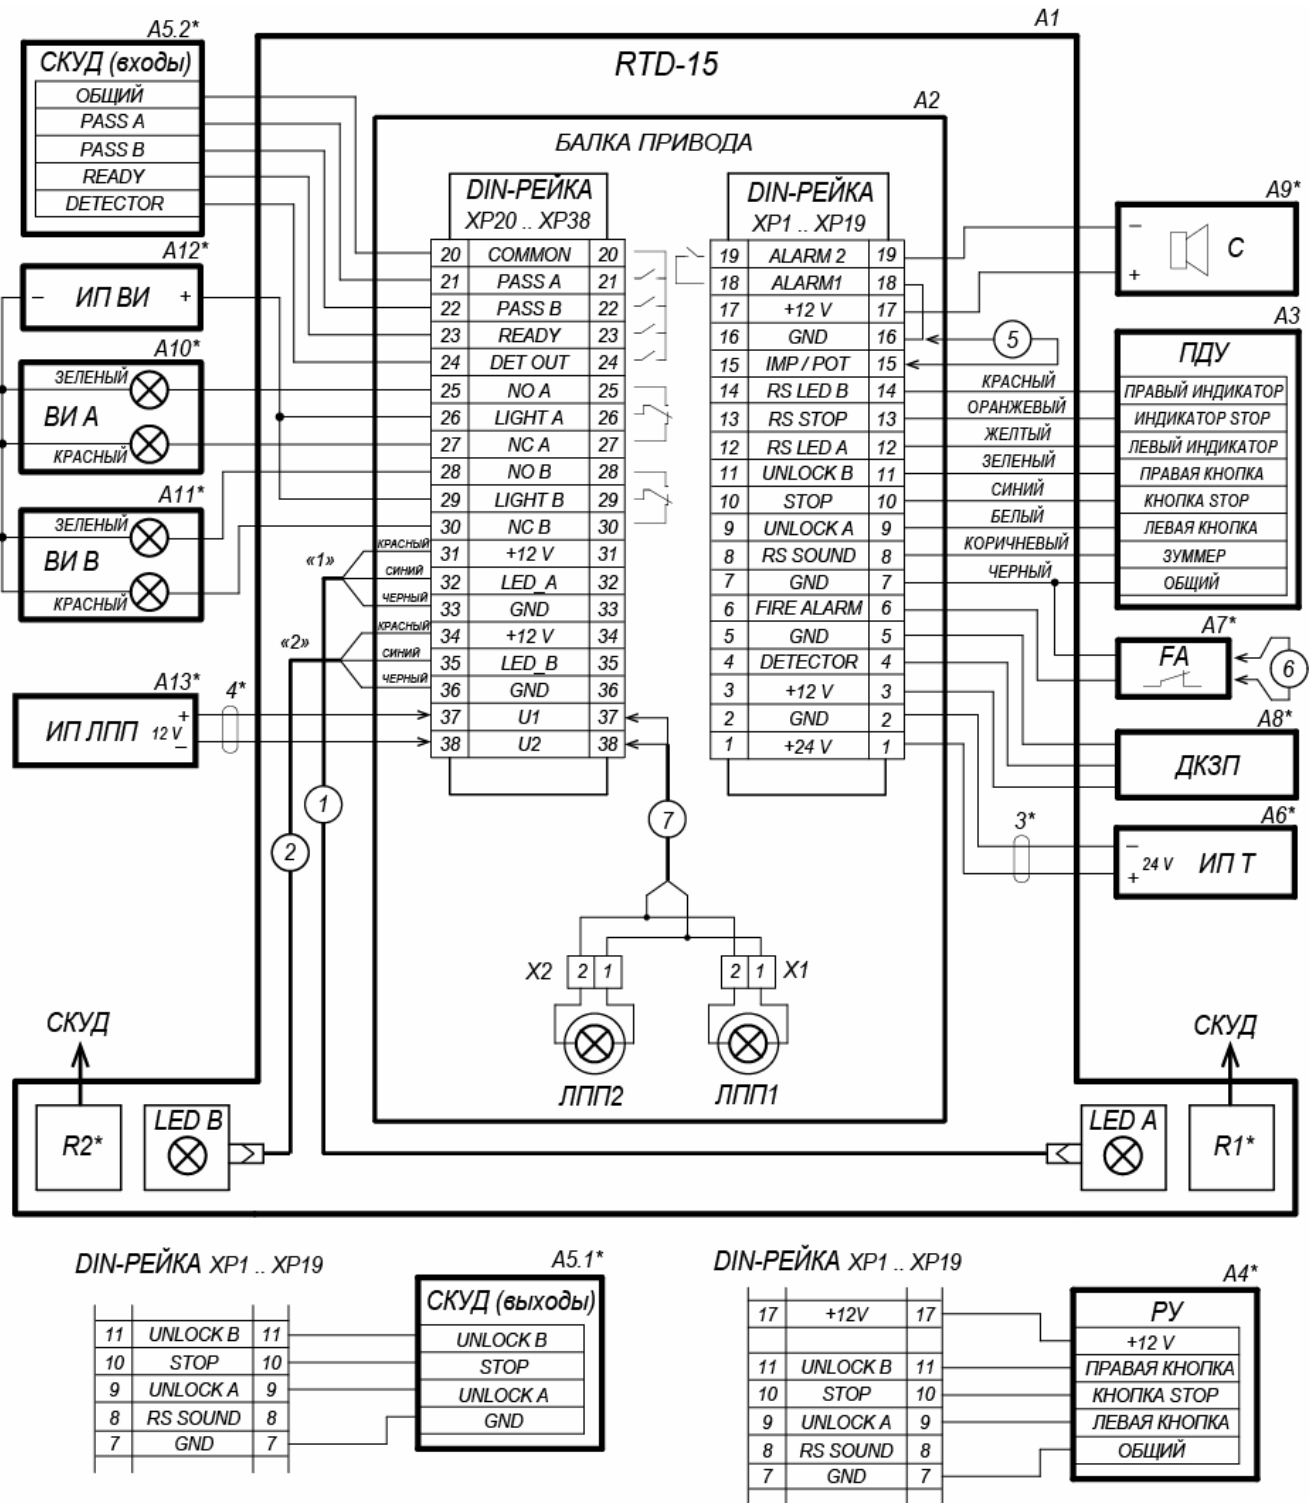 A5.2*
СКУД (входы)
ОБЩИЙ
PASS A
PASS B
READY
DETECTOR
A12*
– ИП ВИ +
A10*
ЗЕЛЕНЫЙ
ВИ А
КРАСНЫЙ
A11*
ЗЕЛЕНЫЙ
ВИ В
КРАСНЫЙ
A13*
ИП ЛПП 12 V + –
4*
A1
RTD-15
A2
БАЛКА ПРИВОДА
DIN-РЕЙКА
XP20 .. XP38
20 COMMON 20
21 PASS A 21
22 PASS B 22
23 READY 23
24 DET OUT 24
25 NO A 25
26 LIGHT A 26
27 NC A 27
28 NO B 28
29 LIGHT B 29
30 NC B 30
31 +12 V 31
32 LED_A 32
33 GND 33
34 +12 V 34
35 LED_B 35
36 GND 36
37 U1 37
38 U2 38
«1»
КРАСНЫЙ
СИНИЙ
ЧЕРНЫЙ
«2»
КРАСНЫЙ
СИНИЙ
ЧЕРНЫЙ
1
2
DIN-РЕЙКА
XP1 .. XP19
19 ALARM 2 19
18 ALARM1 18
17 +12 V 17
16 GND 16
15 IMP / POT 15
14 RS LED B 14
13 RS STOP 13
12 RS LED A 12
11 UNLOCK B 11
10 STOP 10
9 UNLOCK A 9
8 RS SOUND 8
7 GND 7
6 FIRE ALARM 6
5 GND 5
4 DETECTOR 4
3 +12 V 3
2 GND 2
1 +24 V 1
5
КРАСНЫЙ
ОРАНЖЕВЫЙ
ЖЕЛТЫЙ
ЗЕЛЕНЫЙ
СИНИЙ
БЕЛЫЙ
КОРИЧНЕВЫЙ
ЧЕРНЫЙ
A9*
–
С
+
A3
ПДУ
ПРАВЫЙ ИНДИКАТОР
ИНДИКАТОР STOP
ЛЕВЫЙ ИНДИКАТОР
ПРАВАЯ КНОПКА
КНОПКА STOP
ЛЕВАЯ КНОПКА
ЗУММЕР
ОБЩИЙ
A7*
FA
6
A8*
ДКЗП
A6*
3*
– + 24 V ИП Т
7
X2 2 1
2 1 X1
ЛПП2
ЛПП1
СКУД
R2*
LED B
LED A
СКУД
R1*
DIN-РЕЙКА XP1 .. XP19
11 UNLOCK B 11
10 STOP 10
9 UNLOCK A 9
8 RS SOUND 8
7 GND 7
A5.1*
СКУД (выходы)
UNLOCK B
STOP
UNLOCK A
GND
DIN-РЕЙКА XP1 .. XP19
17 +12V 17
11 UNLOCK B 11
10 STOP 10
9 UNLOCK A 9
8 RS SOUND 8
7 GND 7
A4*
РУ
+12 V
ПРАВАЯ КНОПКА
КНОПКА STOP
ЛЕВАЯ КНОПКА
ОБЩИЙ